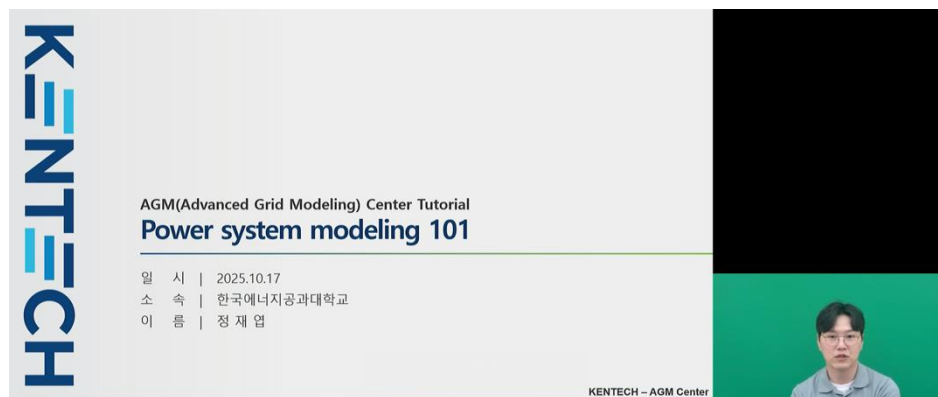 KENTECH
AGM(Advanced Grid Modeling) Center Tutorial
Power system modeling 101
일 시 | 2025.10.17
소 속 | 한국에너지공과대학교
이 름 | 정 재 엽
KENTECH – AGM Center